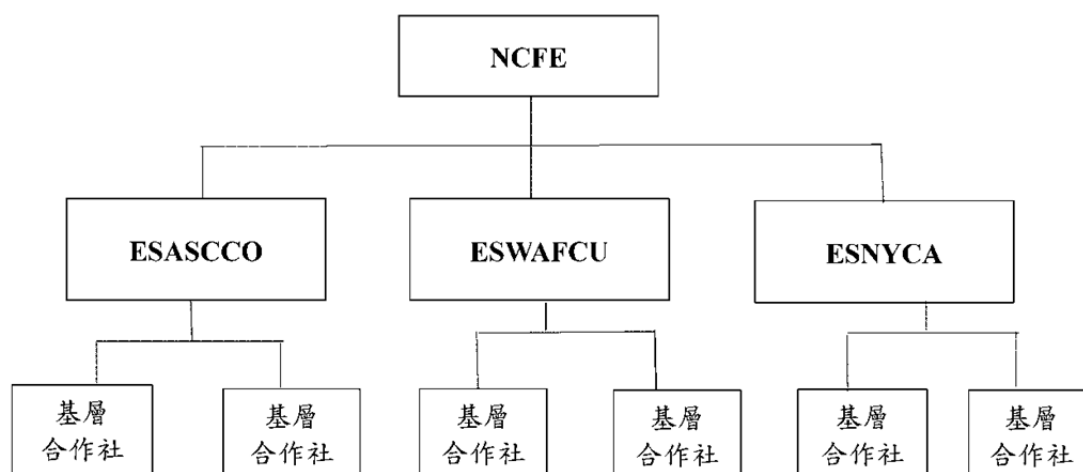 NCFE
ESASCCO
ESWAFCU
ESNYCA
基層
合作社
基層
合作社
基層
合作社
基層
合作社
基層
合作社
基層
合作社